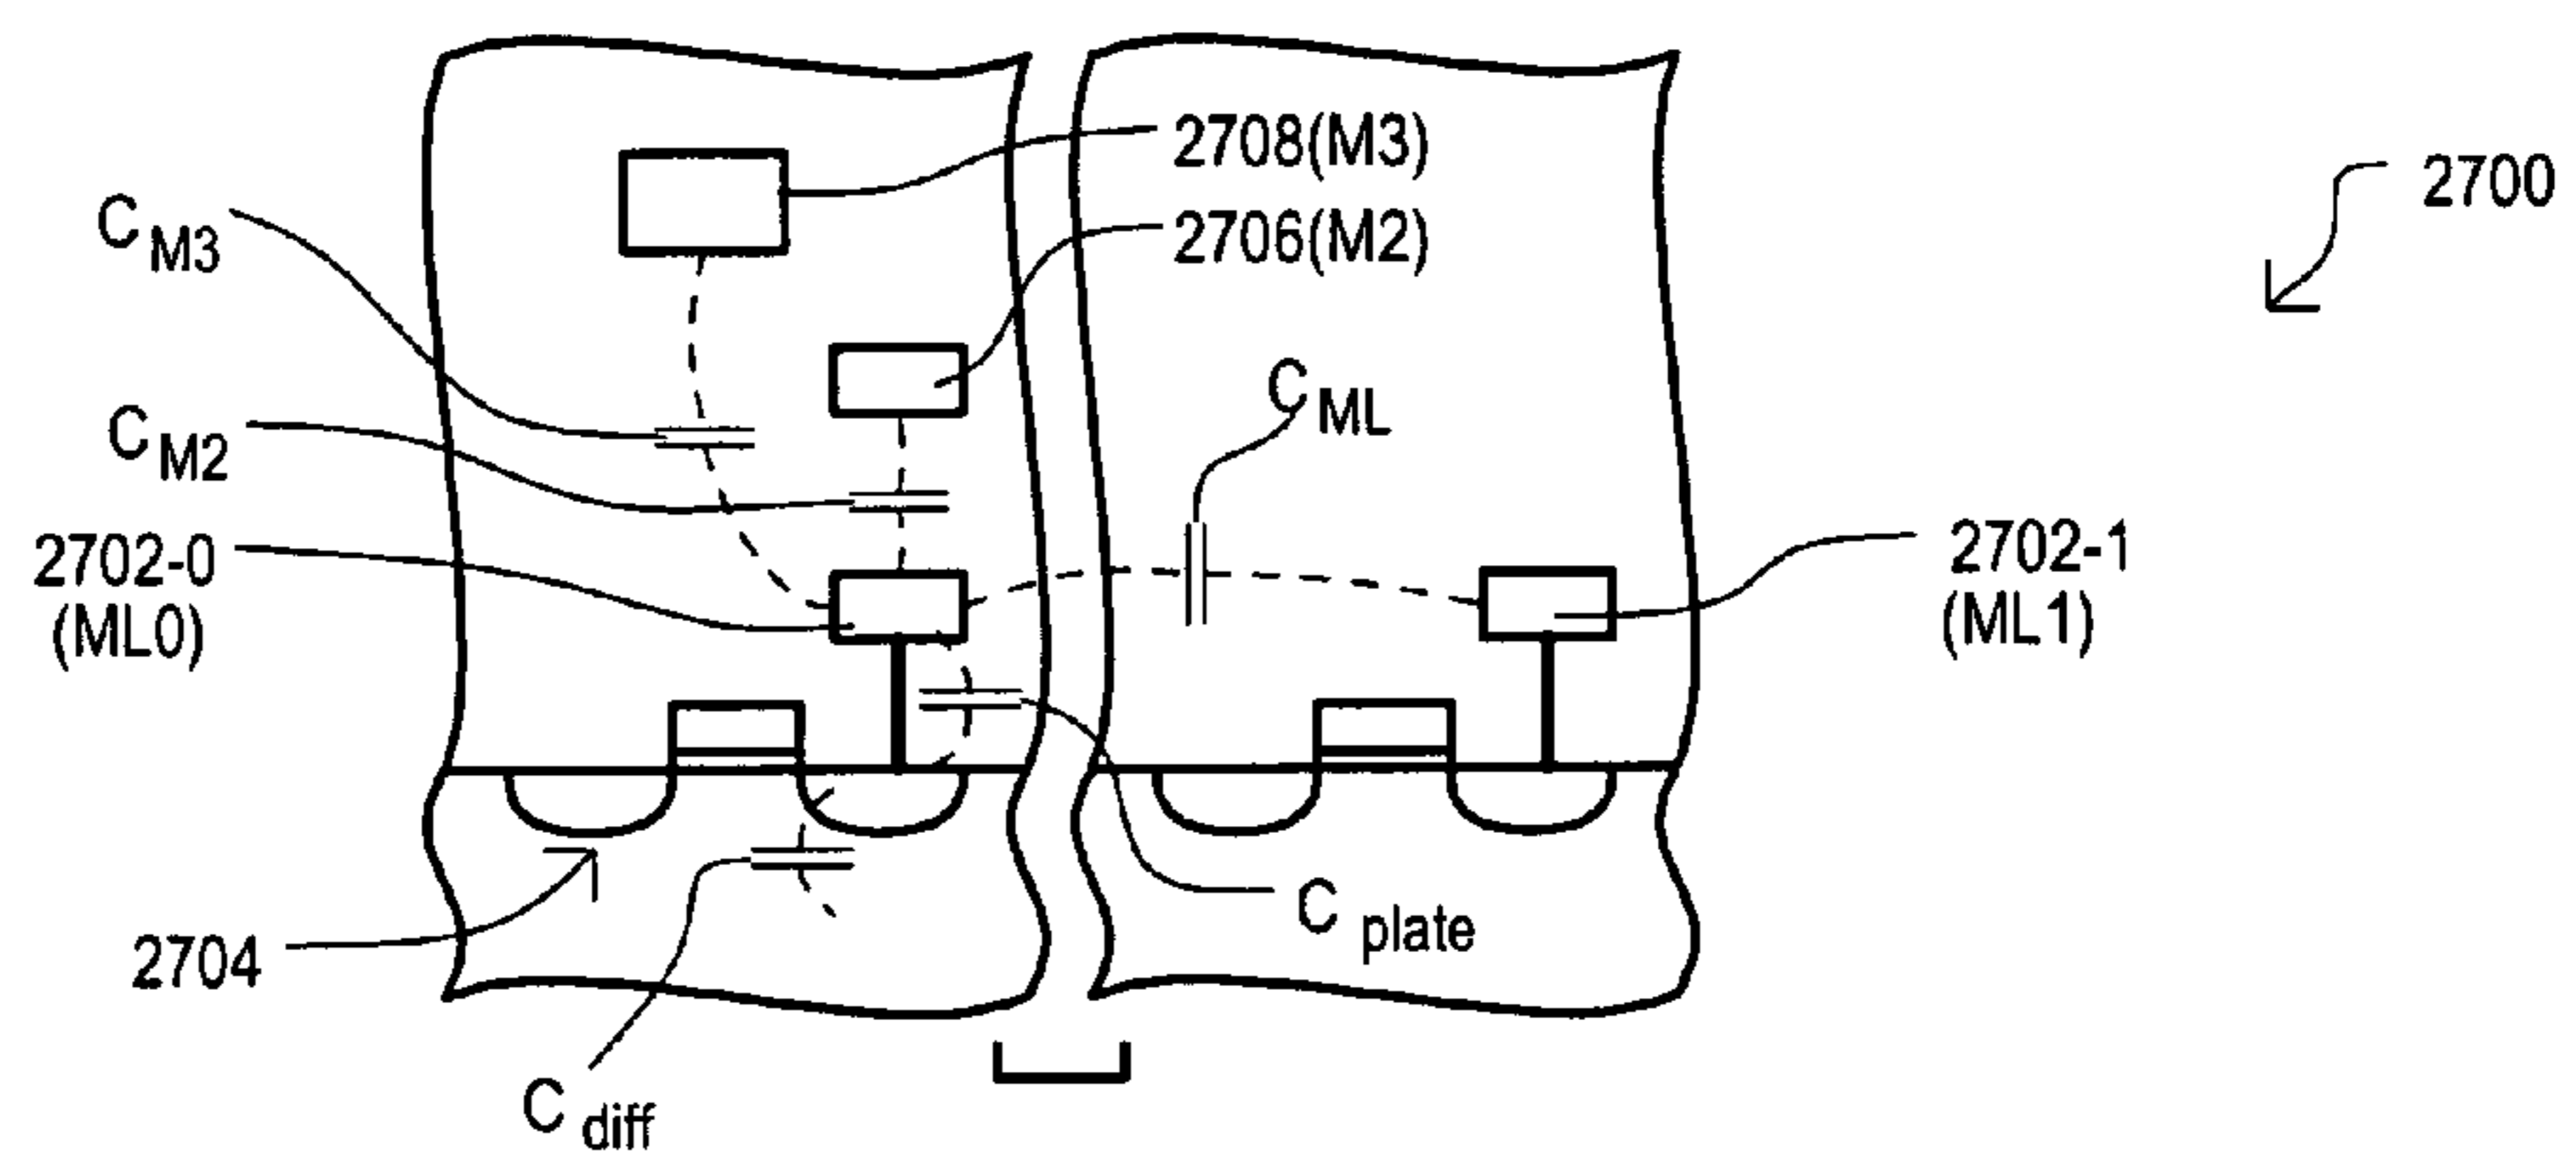 2708(M3)
2700
C M3
2706(M2)
C ML
C M2
2702-0
(ML0)
2702-1
(ML1)
C plate
2704
C diff